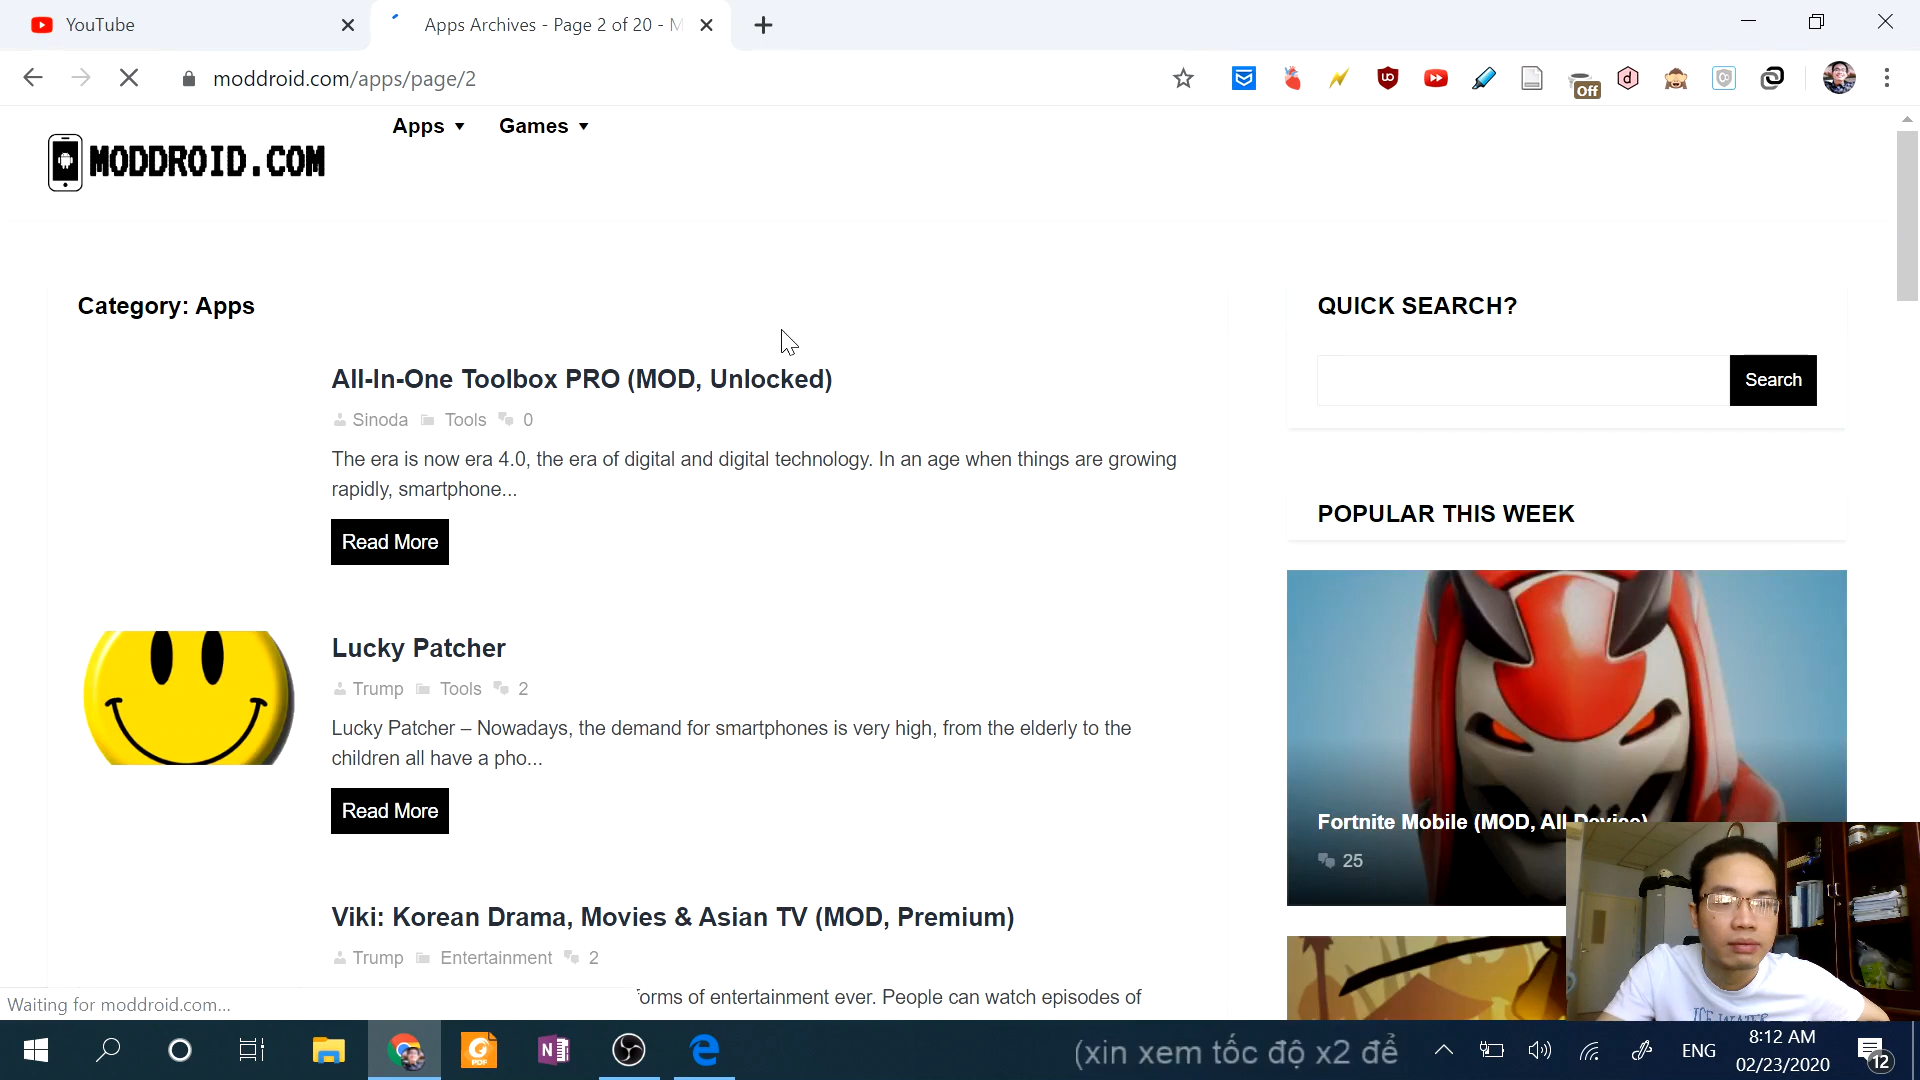 YouTube
Apps Archives - Page 2 of 20 - M
moddroid.com/apps/page/2
Off
MODDROID.COM
Apps
Games
Category: Apps
All-In-One Toolbox PRO (MOD, Unlocked)
Sinoda Tools 0
The era is now era 4.0, the era of digital and digital technology. In an age when things are growing
rapidly, smartphone...
Read More
Lucky Patcher
Trump Tools 2
Lucky Patcher – Nowadays, the demand for smartphones is very high, from the elderly to the
children all have a pho...
Read More
Viki: Korean Drama, Movies & Asian TV (MOD, Premium)
Trump Entertainment 2
forms of entertainment ever. People can watch episodes of
Waiting for moddroid.com...
QUICK SEARCH?
Search
POPULAR THIS WEEK
Fortnite Mobile (MOD, All Device)
25
ICE WATER
(xin xem tốc độ x2 để
ENG
8:12 AM
02/23/2020
12